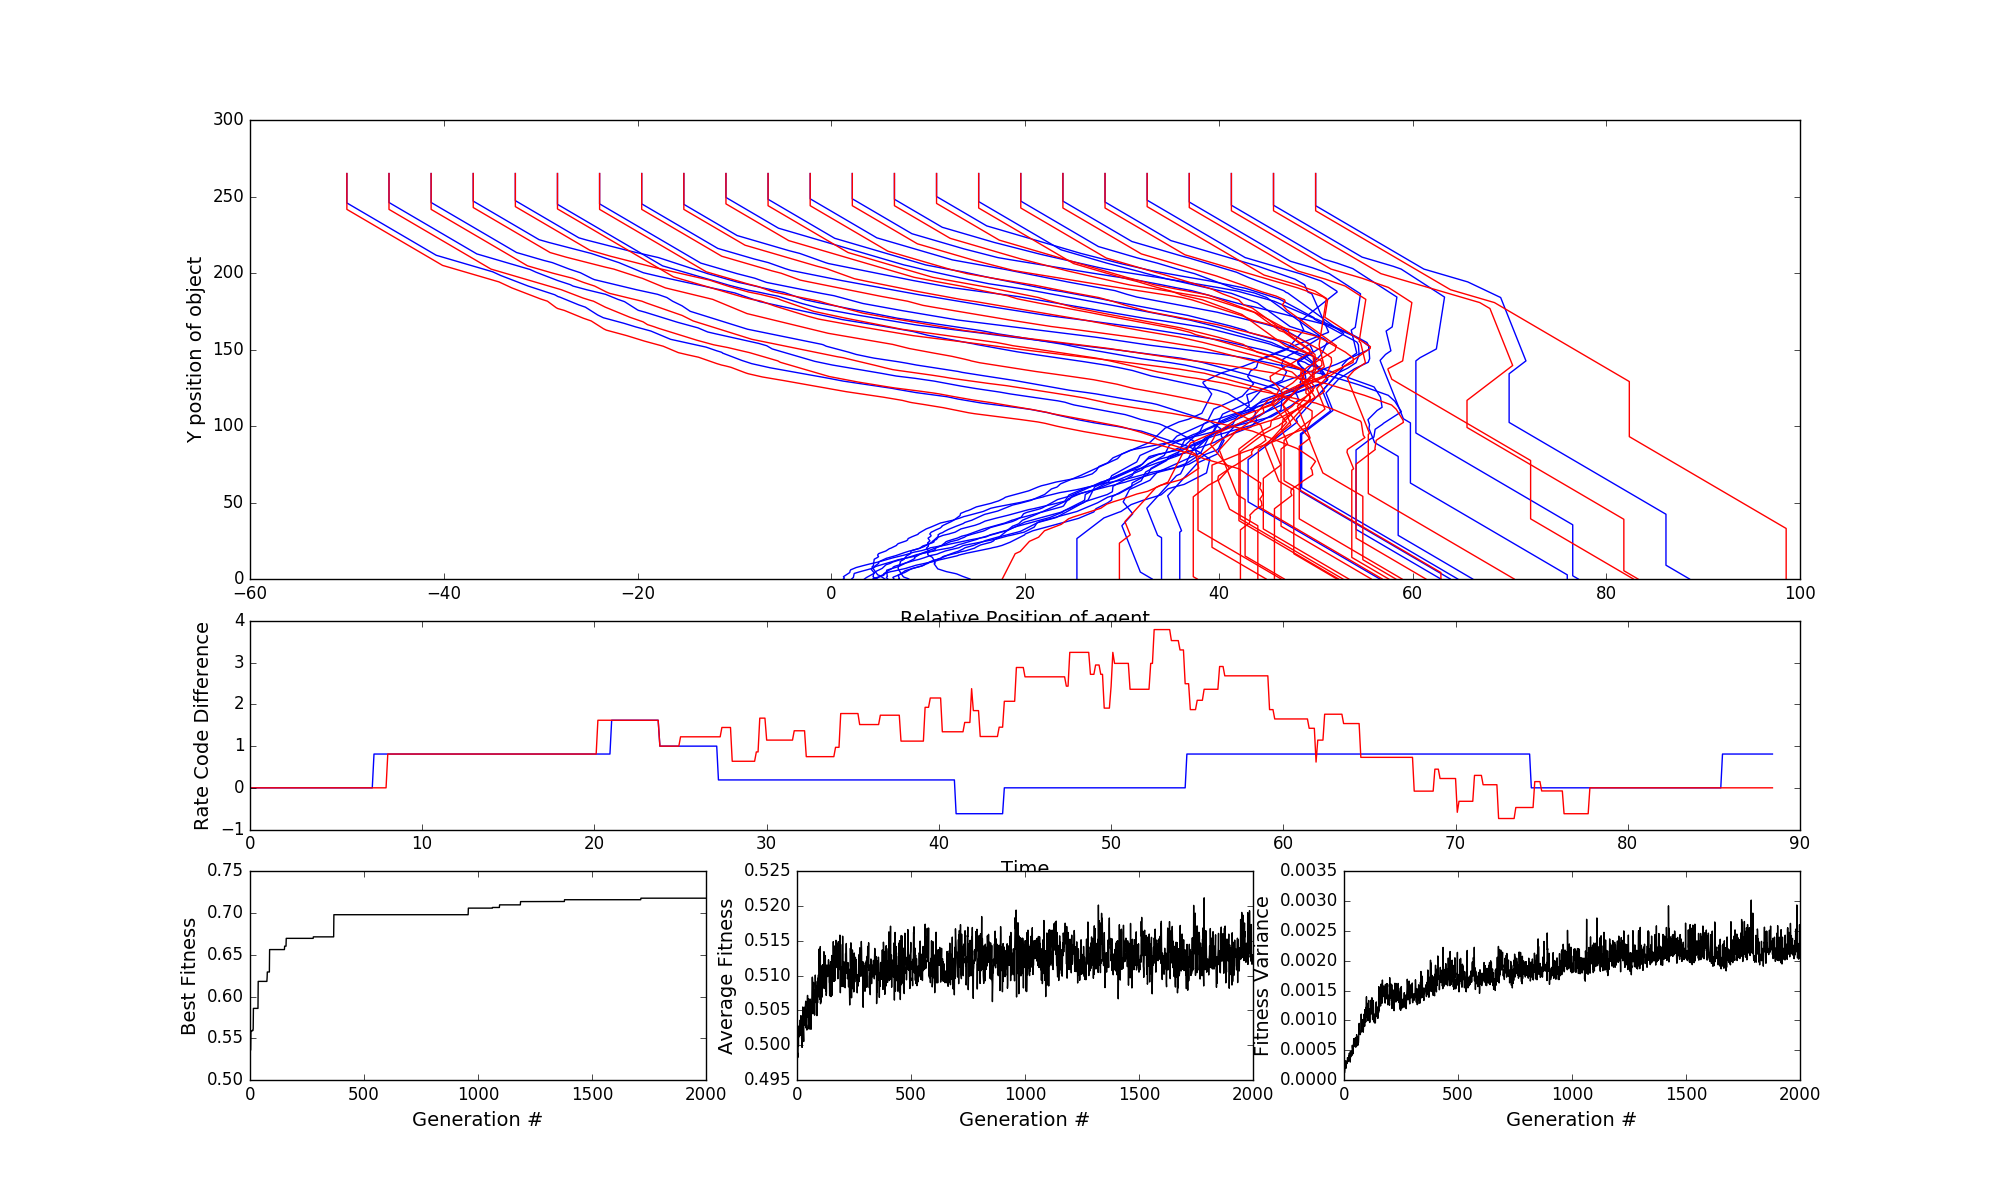 300
250
200
150
100
50
0
Y position of object
−60 −40 −20 0 20 40 60 80 100
Relative Position of agent
4
3
2
1
0
−1
Rate Code Difference
0 10 20 30 40 50 60 70 80 90
Time
0.75
0.70
0.65
0.60
0.55
0.50
Best Fitness
0 500 1000 1500 2000
Generation #
0.525
0.520
0.515
0.510
0.505
0.500
0.495
Average Fitness
0 500 1000 1500 2000
Generation #
0.0035
0.0030
0.0025
0.0020
0.0015
0.0010
0.0005
0.0000
Fitness Variance
0 500 1000 1500 2000
Generation #